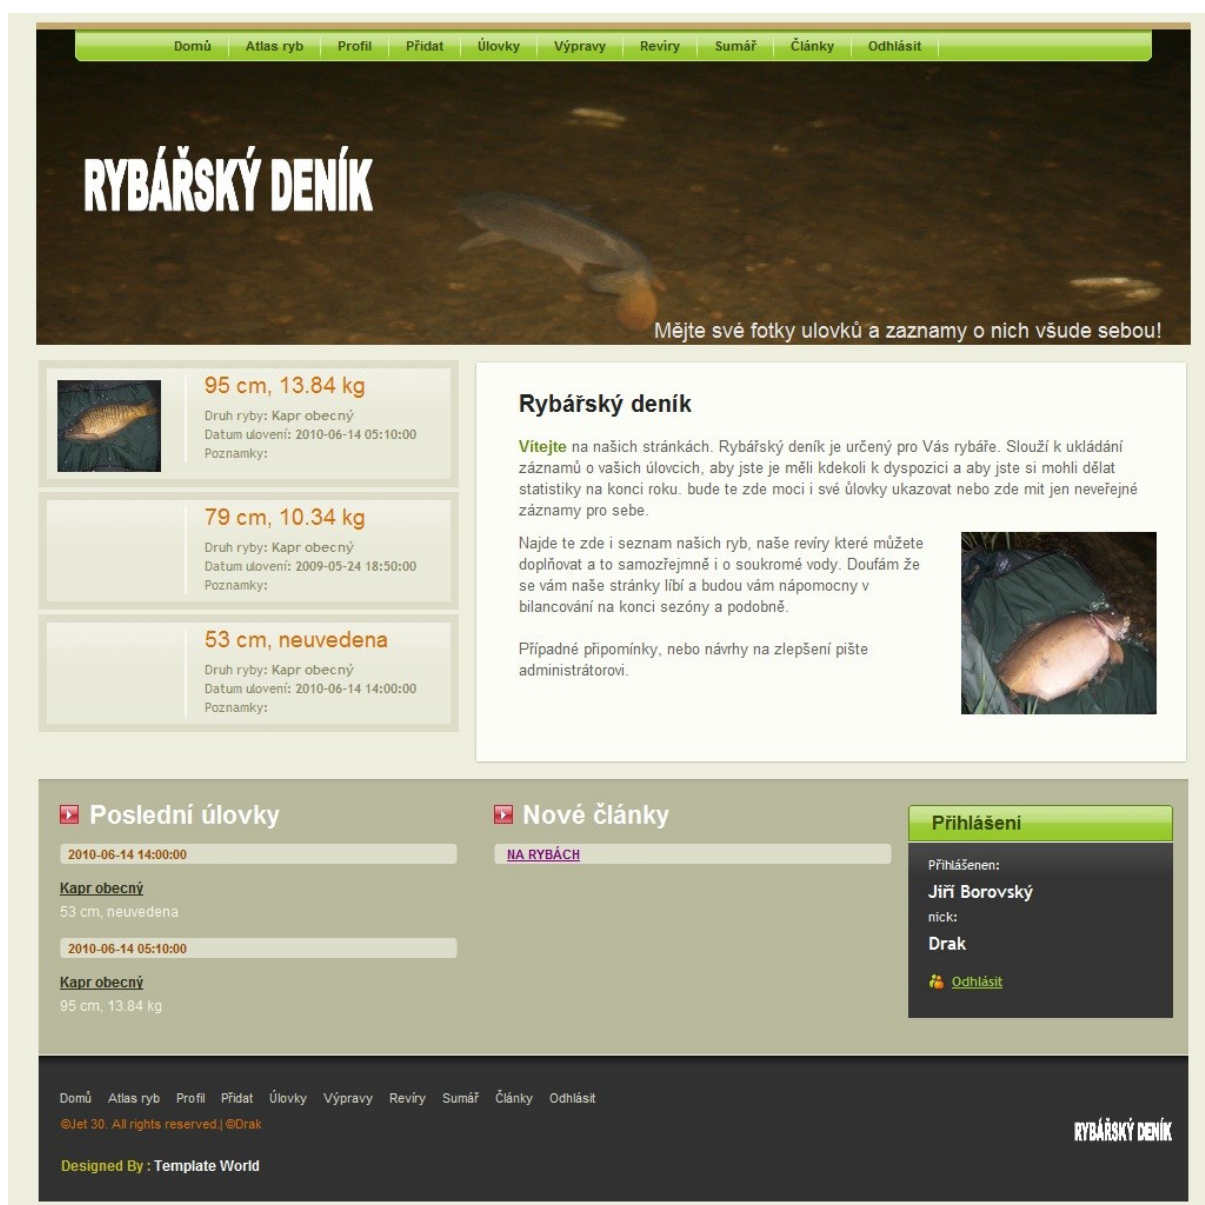 Domů Atlas ryb Profil Přidat Úlovky Výpravy Revíry Sumář Články Odhlásit
RYBÁŘSKÝ DENÍK
Mějte své fotky ulovků a zaznamy o nich všude sebou!
95 cm, 13.84 kg
Druh ryby: Kapr obecný
Datum ulovení: 2010-06-14 05:10:00
Poznamky:
79 cm, 10.34 kg
Druh ryby: Kapr obecný
Datum ulovení: 2009-05-24 18:50:00
Poznamky:
53 cm, neuvedena
Druh ryby: Kapr obecný
Datum ulovení: 2010-06-14 14:00:00
Poznamky:
Rybářský deník
Vítejte na našich stránkách. Rybářský deník je určený pro Vás rybáře. Slouží k ukládání
záznamů o vašich úlovcich, aby jste je měli kdekoli k dyspozici a aby jste si mohli dělat
statistiky na konci roku. bude te zde moci i své ůlovky ukazovat nebo zde mit jen neveřejné
záznamy pro sebe.
Najde te zde i seznam našich ryb, naše revíry které můžete
doplňovat a to samozřejmně i o soukromé vody. Doufám že
se vám naše stránky líbí a budou vám nápomocny v
bilancování na konci sezóny a podobně.
Případné připomínky, nebo návrhy na zlepšení pište
administrátorovi.
Poslední úlovky
2010-06-14 14:00:00
Kapr obecný
53 cm, neuvedena
2010-06-14 05:10:00
Kapr obecný
95 cm, 13.84 kg
Nové články
NA RYBÁCH
Přihlášení
Přihlášenen:
Jiří Borovský
nick:
Drak
Odhlásit
Domů Atlas ryb Profil Přidat Úlovky Výpravy Revíry Sumář Články Odhlásit
©Jet 30. All rights reserved.| ©Drak
Designed By : Template World
RYBÁŘSKÝ DENÍK